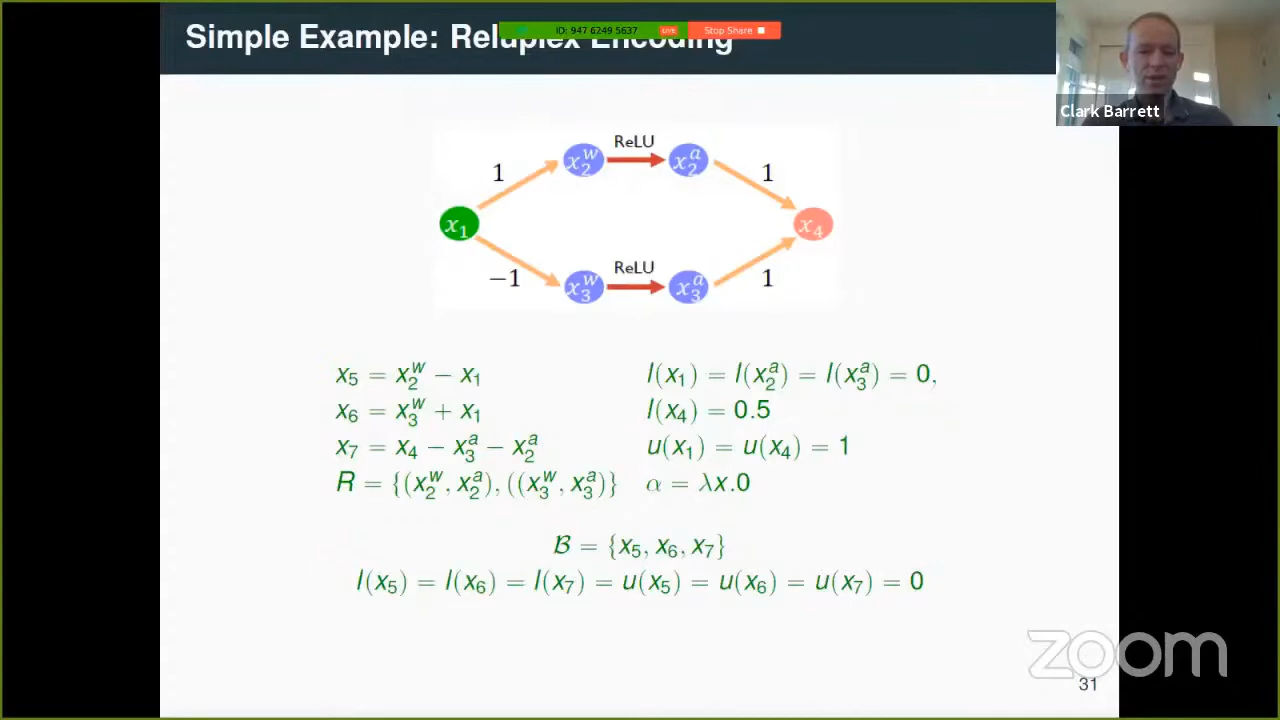 Simple Example: Reluplex Encoding
ID: 947 6249 5637 LIVE Stop Share
Clark Barrett
ReLU
x₂ʷ x₂ᵃ
1 1
x₁ x₄
ReLU
−1 1
x₃ʷ x₃ᵃ
x₅ = x₂ʷ − x₁ l(x₁) = l(x₂ᵃ) = l(x₃ᵃ) = 0,
x₆ = x₃ʷ + x₁ l(x₄) = 0.5
x₇ = x₄ − x₃ᵃ − x₂ᵃ u(x₁) = u(x₄) = 1
R = {(x₂ʷ, x₂ᵃ), ((x₃ʷ, x₃ᵃ)} α = λx.0
ℬ = {x₅, x₆, x₇}
l(x₅) = l(x₆) = l(x₇) = u(x₅) = u(x₆) = u(x₇) = 0
zoom
31